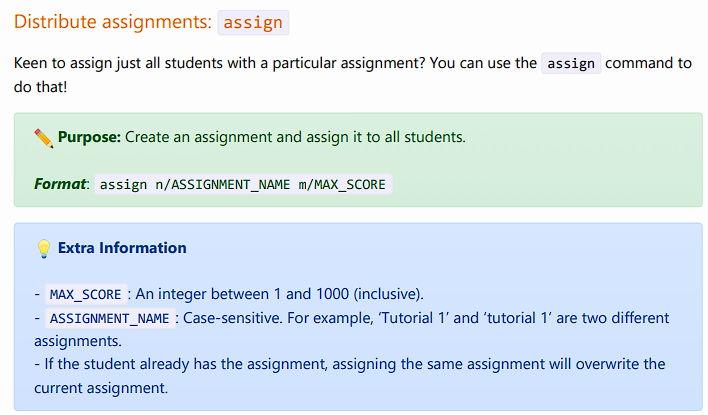 Distribute assignments: assign
Keen to assign just all students with a particular assignment? You can use the assign command to
do that!
Purpose: Create an assignment and assign it to all students.
Format: assign n/ASSIGNMENT_NAME m/MAX_SCORE
Extra Information
- MAX_SCORE : An integer between 1 and 1000 (inclusive).
- ASSIGNMENT_NAME : Case-sensitive. For example, ‘Tutorial 1’ and ‘tutorial 1’ are two different
assignments.
- If the student already has the assignment, assigning the same assignment will overwrite the
current assignment.